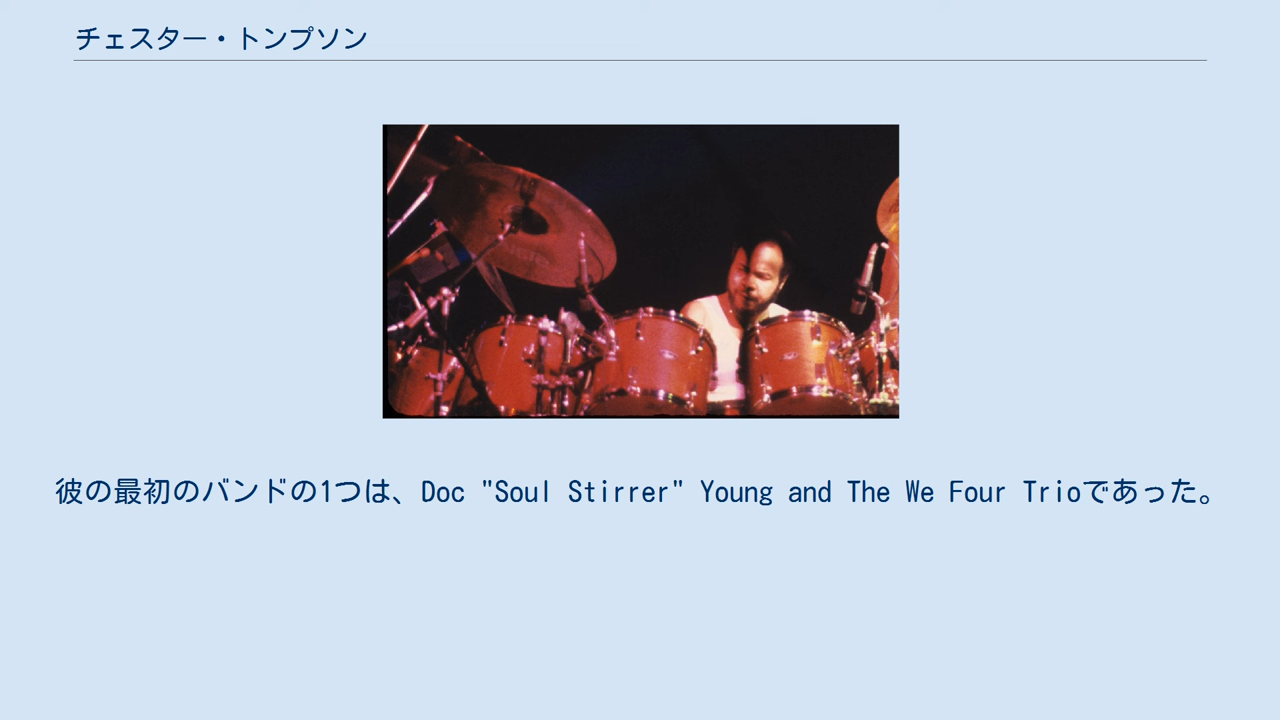 チェスター・トンプソン
彼の最初のバンドの1つは、Doc "Soul Stirrer" Young and The We Four Trioであった。